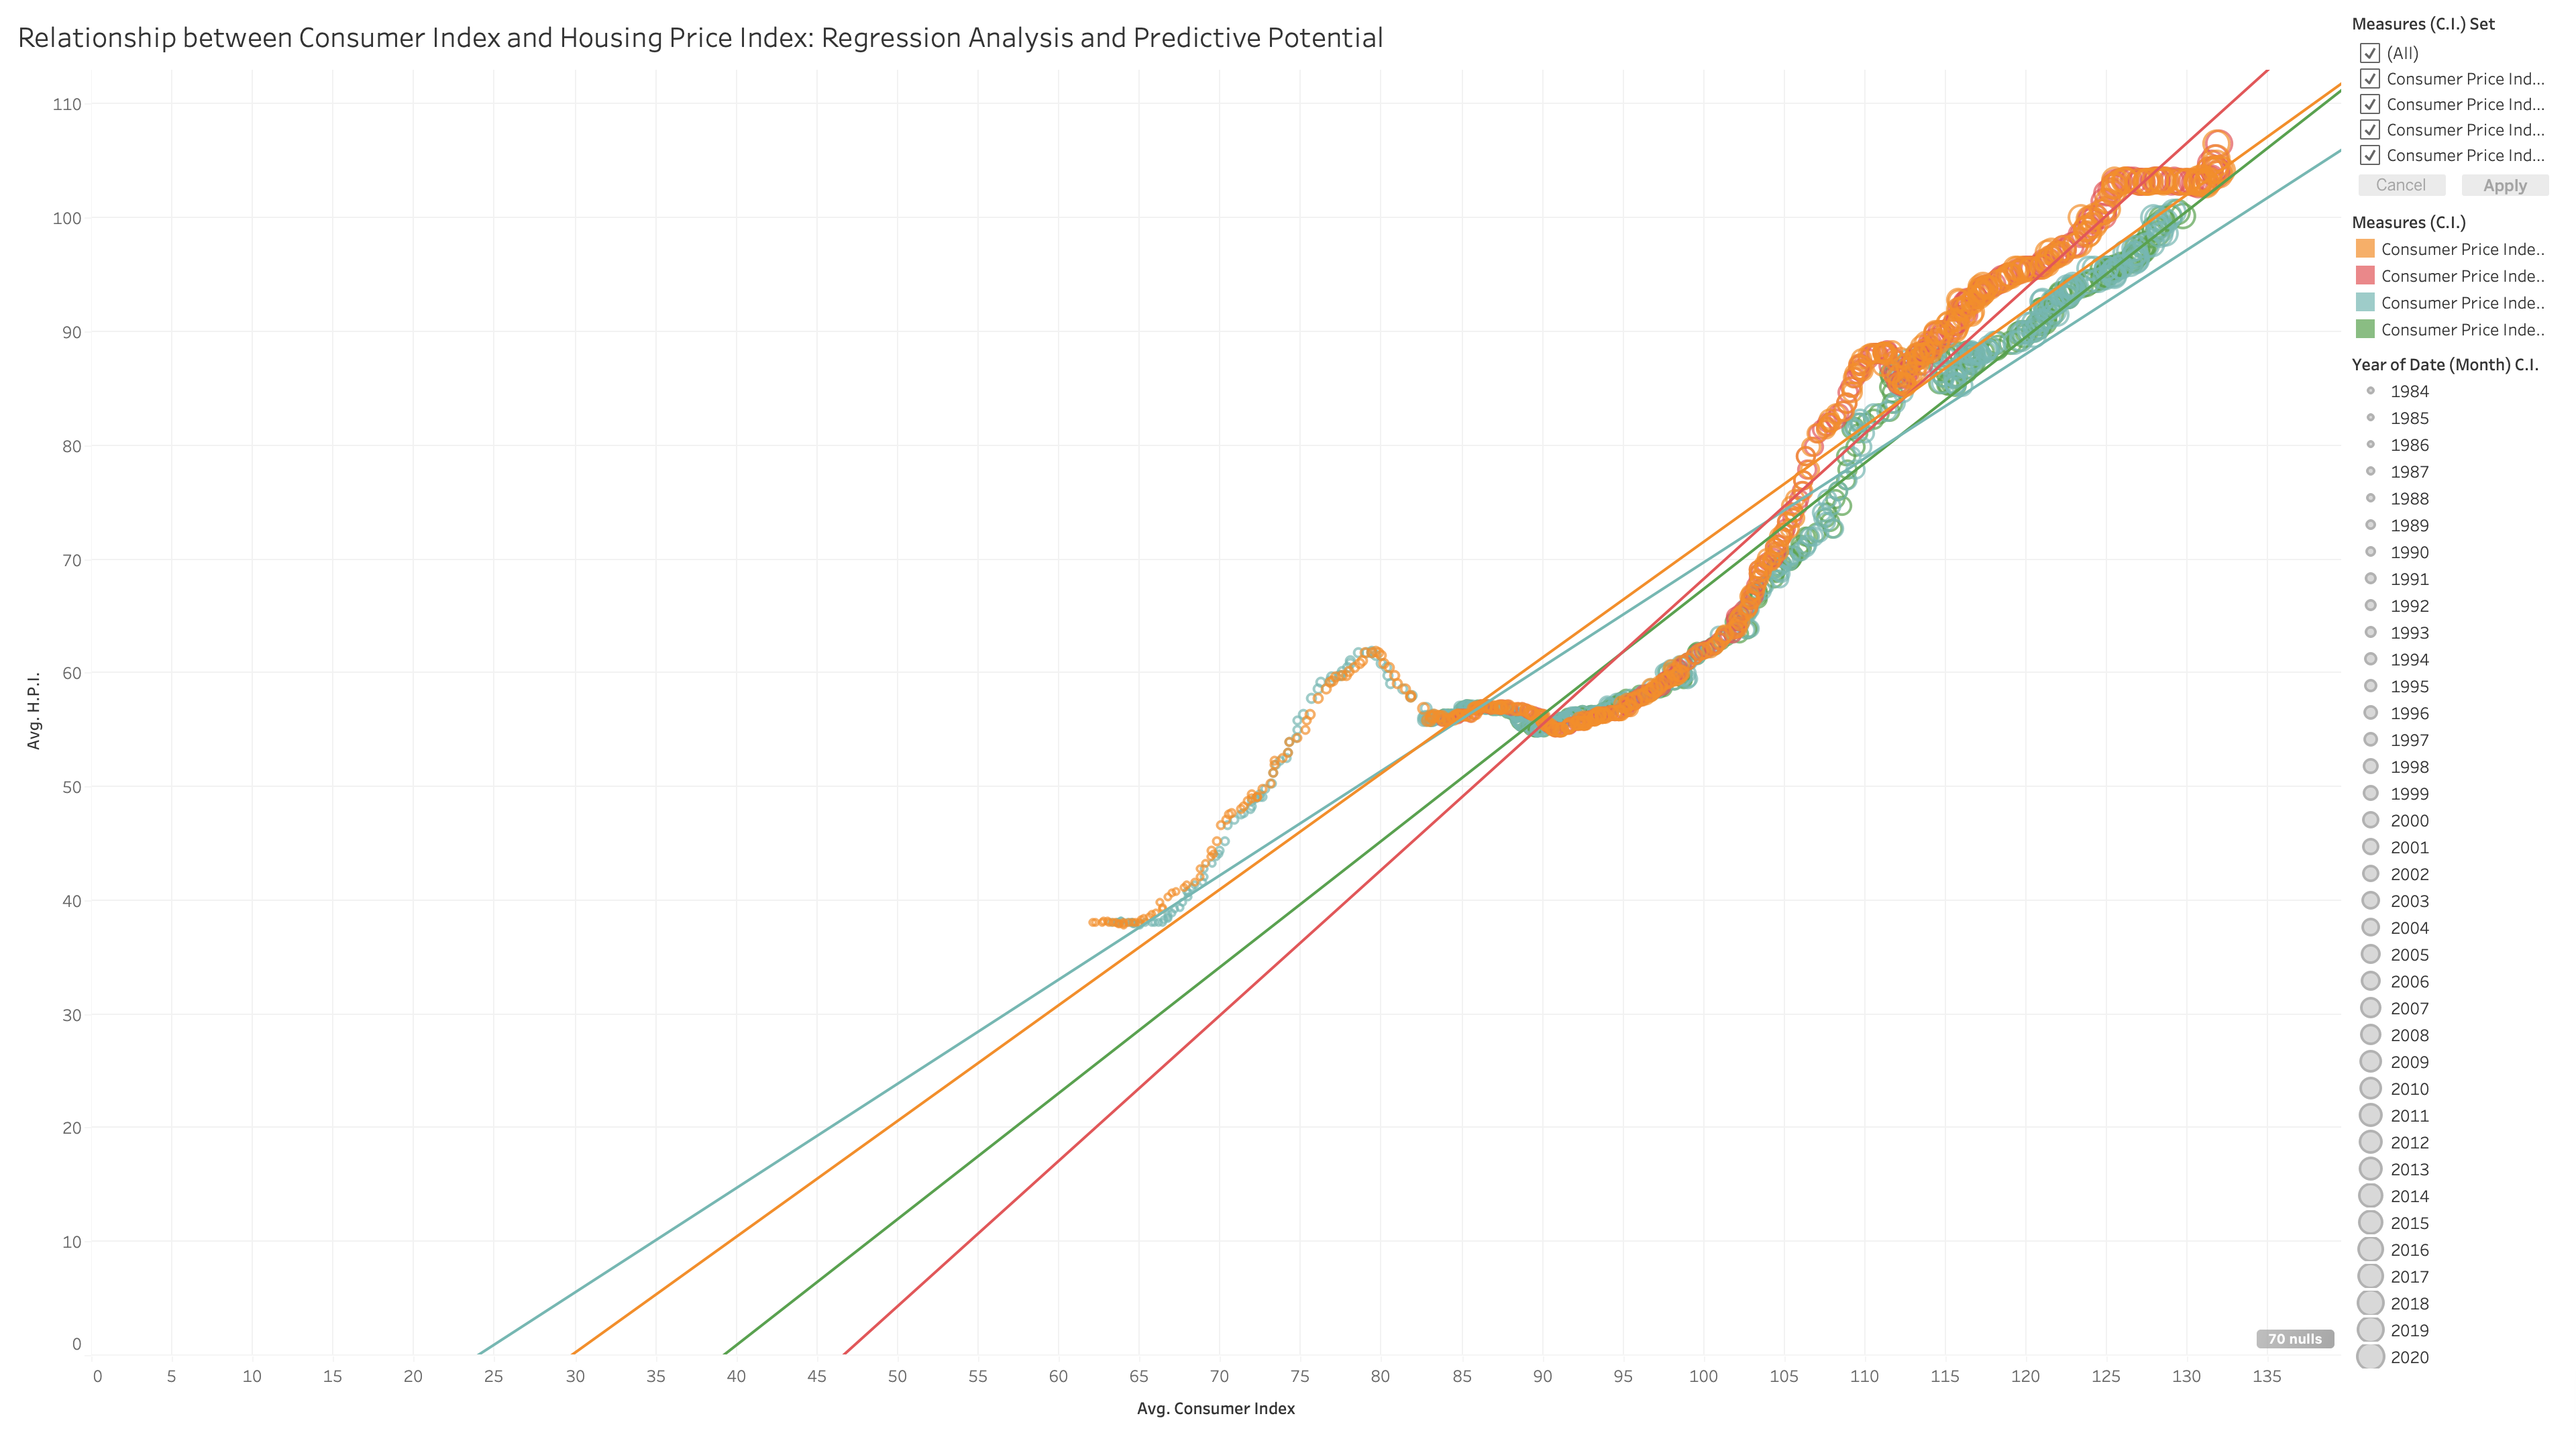 Relationship between Consumer Index and Housing Price Index: Regression Analysis and Predictive Potential
110
100
90
80
70
60
50
40
30
20
10
0
Avg. H.P.I.
0 5 10 15 20 25 30 35 40 45 50 55 60 65 70 75 80 85 90 95 100 105 110 115 120 125 130 135
Avg. Consumer Index
70 nulls
Measures (C.I.) Set
(All)
Consumer Price Ind...
Consumer Price Ind...
Consumer Price Ind...
Consumer Price Ind...
Cancel Apply
Measures (C.I.)
Consumer Price Inde..
Consumer Price Inde..
Consumer Price Inde..
Consumer Price Inde..
Year of Date (Month) C.I.
1984
1985
1986
1987
1988
1989
1990
1991
1992
1993
1994
1995
1996
1997
1998
1999
2000
2001
2002
2003
2004
2005
2006
2007
2008
2009
2010
2011
2012
2013
2014
2015
2016
2017
2018
2019
2020